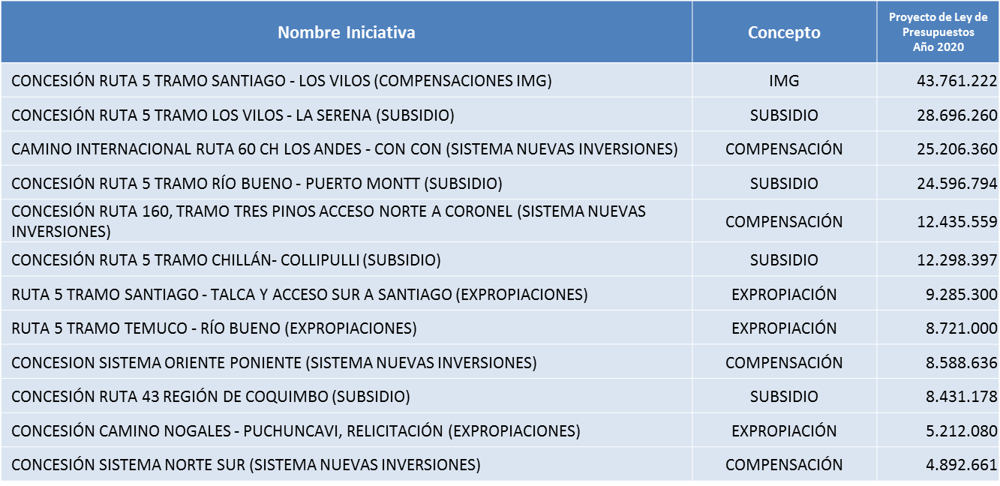 Nombre Iniciativa
Concepto
Proyecto de Ley de
Presupuestos
Año 2020
CONCESIÓN RUTA 5 TRAMO SANTIAGO - LOS VILOS (COMPENSACIONES IMG) IMG 43.761.222
CONCESIÓN RUTA 5 TRAMO LOS VILOS - LA SERENA (SUBSIDIO) SUBSIDIO 28.696.260
CAMINO INTERNACIONAL RUTA 60 CH LOS ANDES - CON CON (SISTEMA NUEVAS INVERSIONES) COMPENSACIÓN 25.206.360
CONCESIÓN RUTA 5 TRAMO RÍO BUENO - PUERTO MONTT (SUBSIDIO) SUBSIDIO 24.596.794
CONCESIÓN RUTA 160, TRAMO TRES PINOS ACCESO NORTE A CORONEL (SISTEMA NUEVAS
INVERSIONES) COMPENSACIÓN 12.435.559
CONCESIÓN RUTA 5 TRAMO CHILLÁN- COLLIPULLI (SUBSIDIO) SUBSIDIO 12.298.397
RUTA 5 TRAMO SANTIAGO - TALCA Y ACCESO SUR A SANTIAGO (EXPROPIACIONES) EXPROPIACIÓN 9.285.300
RUTA 5 TRAMO TEMUCO - RÍO BUENO (EXPROPIACIONES) EXPROPIACIÓN 8.721.000
CONCESION SISTEMA ORIENTE PONIENTE (SISTEMA NUEVAS INVERSIONES) COMPENSACIÓN 8.588.636
CONCESIÓN RUTA 43 REGIÓN DE COQUIMBO (SUBSIDIO) SUBSIDIO 8.431.178
CONCESIÓN CAMINO NOGALES - PUCHUNCAVI, RELICITACIÓN (EXPROPIACIONES) EXPROPIACIÓN 5.212.080
CONCESIÓN SISTEMA NORTE SUR (SISTEMA NUEVAS INVERSIONES) COMPENSACIÓN 4.892.661